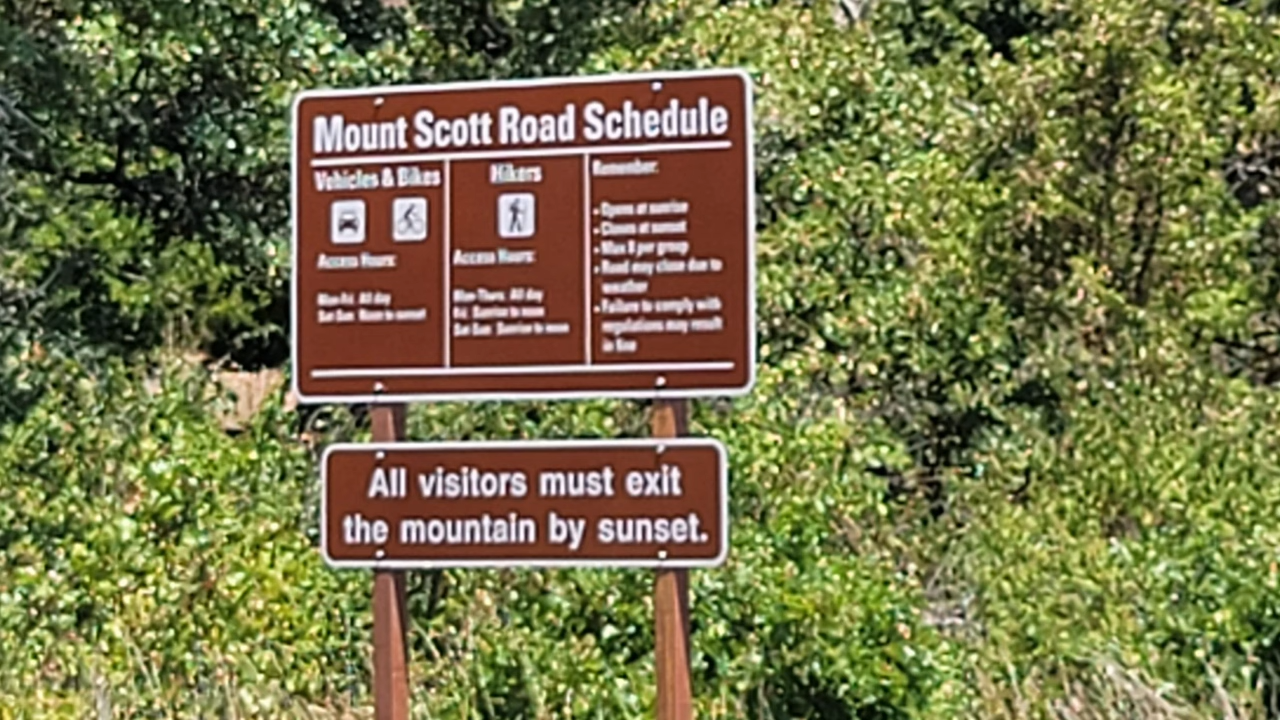 Mount Scott Road Schedule
Vehicles & Bikes
Access Hours:
Mon-Fri: All day
Sat-Sun: Noon to sunset
Hikers
Access Hours:
Mon-Thurs: All day
Fri: Sunrise to noon
Sat-Sun: Sunrise to noon
Remember:
• Opens at sunrise
• Closes at sunset
• Max 8 per group
• Road may close due to
weather
• Failure to comply with
regulations may result
in fine
All visitors must exit
the mountain by sunset.